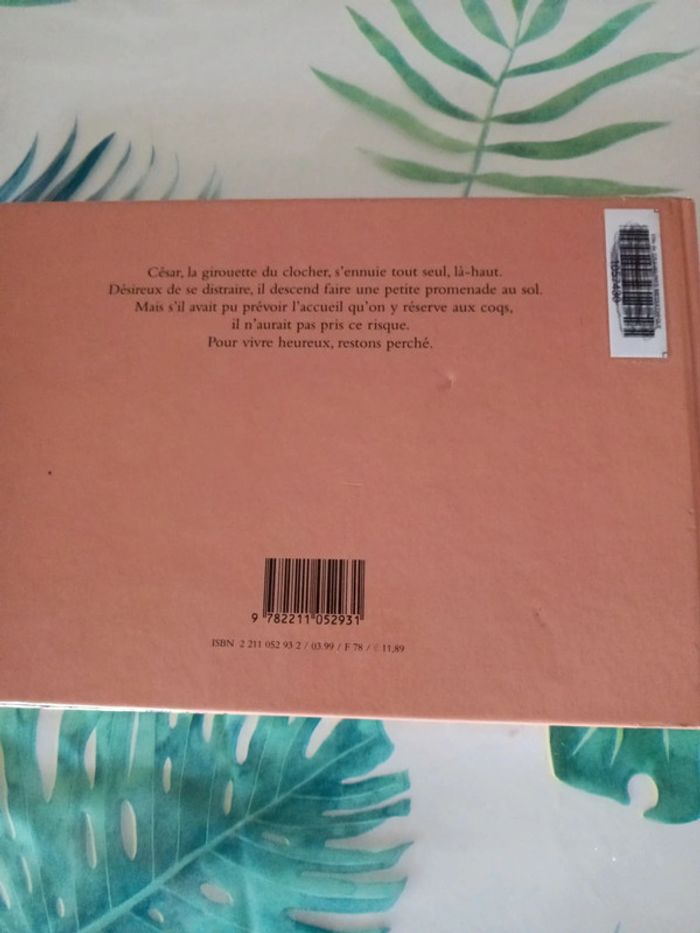 César, la girouette du clocher, s'ennuie tout seul, là-haut.
Désireux de se distraire, il descend faire une petite promenade au sol.
Mais s'il avait pu prévoir l'accueil qu'on y réserve aux coqs,
il n'aurait pas pris ce risque.
Pour vivre heureux, restons perché.
9 782211 052931
ISBN 2 211 052 93 2 / 03.99 / F 78 / € 11,89